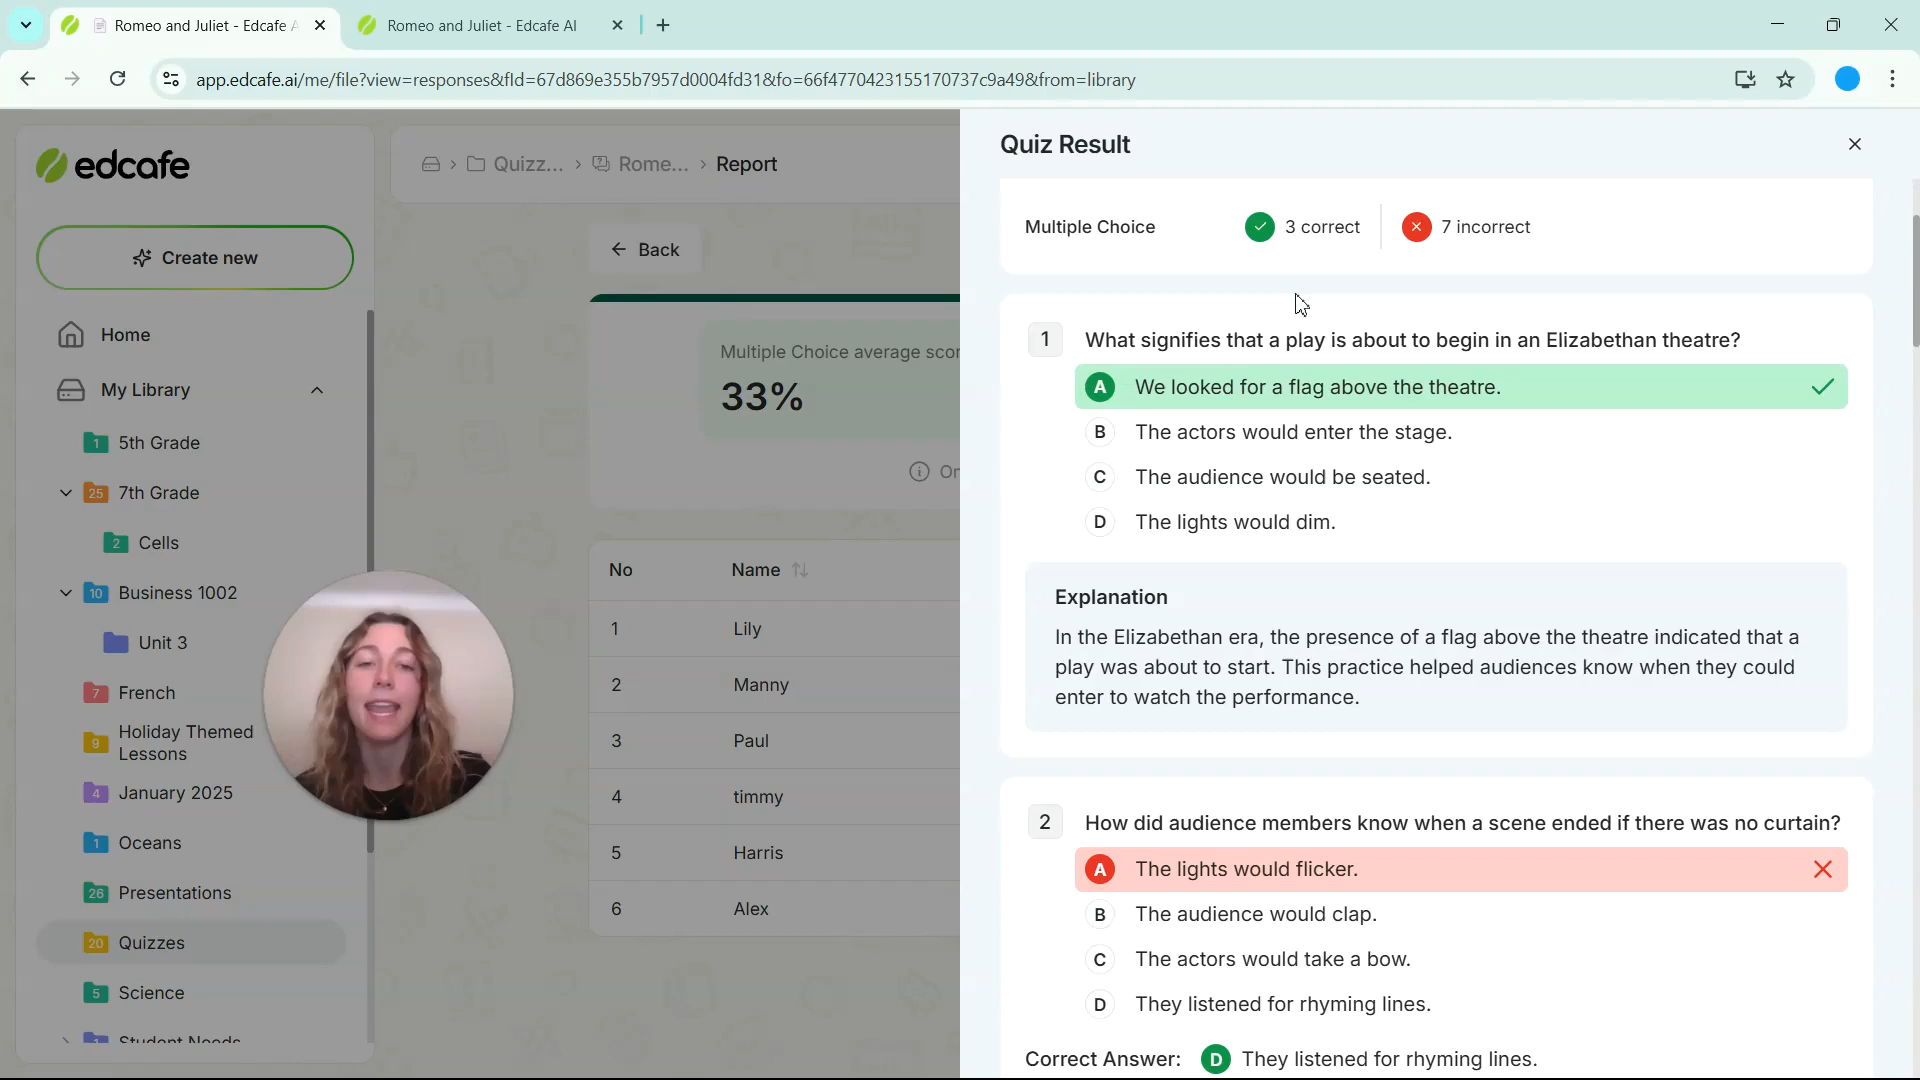 Romeo and Juliet - Edcafe A
Romeo and Juliet - Edcafe AI
app.edcafe.ai/me/file?view=responses&fId=67d869e355b7957d0004fd31&fo=66f4770423155170737c9a49&from=library
edcafe
Create new
Home
My Library
1 5th Grade
25 7th Grade
2 Cells
10 Business 1002
Unit 3
7 French
9 Holiday Themed
Lessons
4 January 2025
1 Oceans
26 Presentations
20 Quizzes
5 Science
1 Student Needs
Quizz... > Rome... > Report
Back
Multiple Choice average scor
33%
On
No Name
1 Lily
2 Manny
3 Paul
4 timmy
5 Harris
6 Alex
Quiz Result
Multiple Choice 3 correct 7 incorrect
1 What signifies that a play is about to begin in an Elizabethan theatre?
A We looked for a flag above the theatre.
B The actors would enter the stage.
C The audience would be seated.
D The lights would dim.
Explanation
In the Elizabethan era, the presence of a flag above the theatre indicated that a
play was about to start. This practice helped audiences know when they could
enter to watch the performance.
2 How did audience members know when a scene ended if there was no curtain?
A The lights would flicker.
B The audience would clap.
C The actors would take a bow.
D They listened for rhyming lines.
Correct Answer: D They listened for rhyming lines.